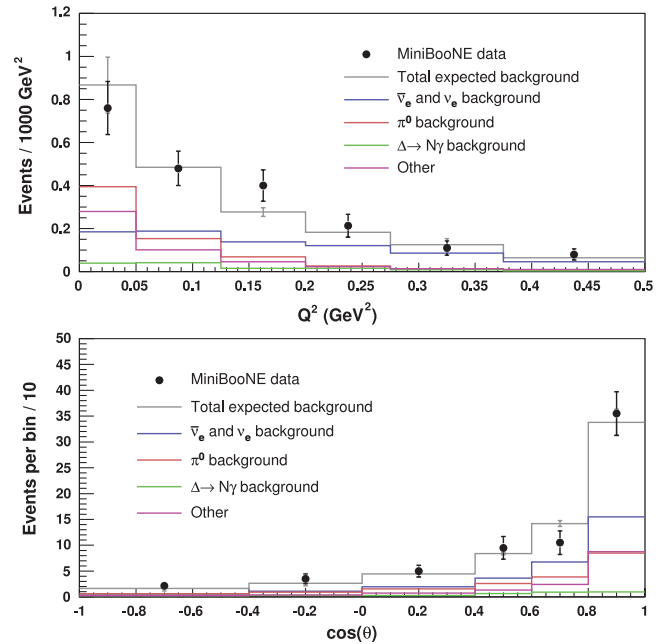 1.2
1
0.8
0.6
0.4
0.2
0
Events / 1000 GeV²
MiniBooNE data
Total expected background
ν̅ₑ and νₑ background
π⁰ background
Δ→ Nγ background
Other
0 0.05 0.1 0.15 0.2 0.25 0.3 0.35 0.4 0.45 0.5
Q² (GeV²)
50
45
40
35
30
25
20
15
10
5
0
Events per bin / 10
MiniBooNE data
Total expected background
ν̅ₑ and νₑ background
π⁰ background
Δ→ Nγ background
Other
-1 -0.8 -0.6 -0.4 -0.2 -0 0.2 0.4 0.6 0.8 1
cos(θ)